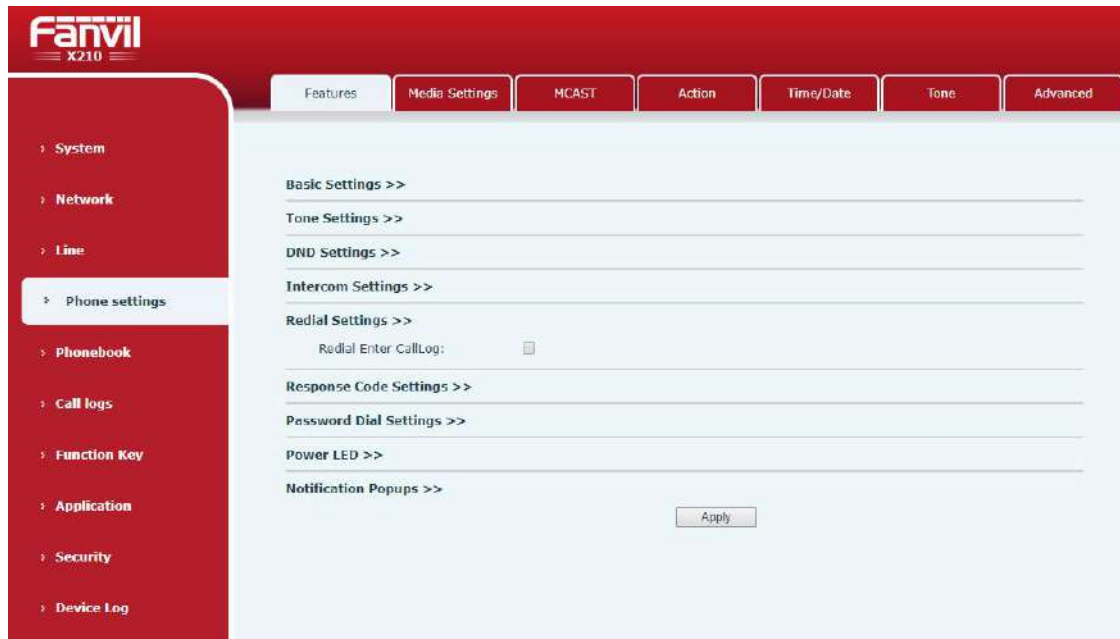 Fanvil
X210
Features Media Settings MCAST Action Time/Date Tone Advanced
› System
› Network
› Line
› Phone settings
› Phonebook
› Call logs
› Function Key
› Application
› Security
› Device Log
Basic Settings >>
Tone Settings >>
DND Settings >>
Intercom Settings >>
Redial Settings >>
Redial Enter CallLog:
Response Code Settings >>
Password Dial Settings >>
Power LED >>
Notification Popups >>
Apply